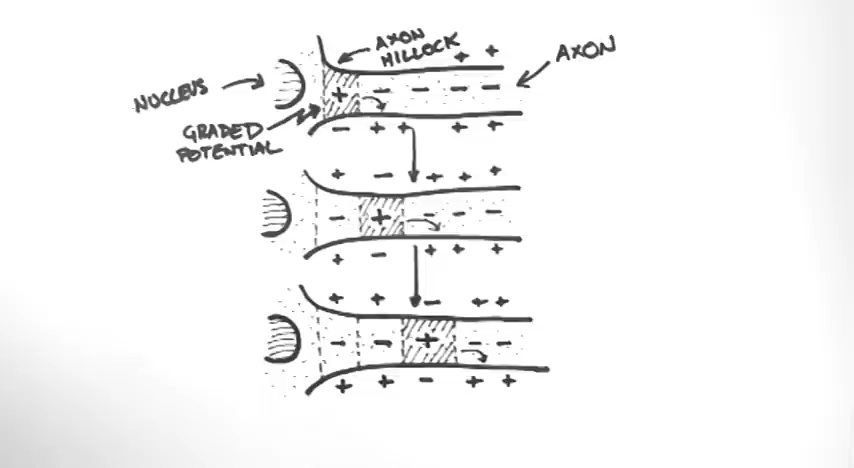 AXON
HILLOCK
+ +
AXON
NUCLEUS
+ - - - -
GRADED
POTENTIAL
- + + + +
+ - + + +
- + - - -
+ - + + +
+ + - + +
- - + - -
+ + - + +